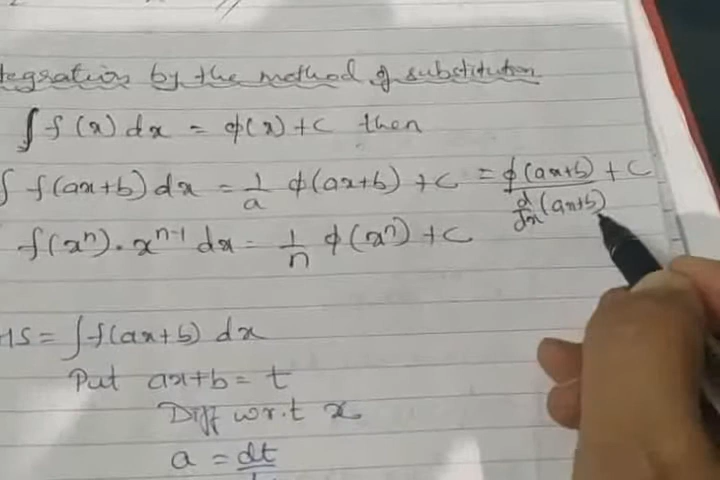 tegration by the method of substitution
∫ f(x) dx = φ(x) + c then
∫ f(ax+b) dx = 1/a φ(ax+b) + c = φ(ax+b)/(d/dx (ax+b)) + c
f(xⁿ)·xⁿ⁻¹ dx = 1/n φ(xⁿ) + c
HS = ∫ f(ax+b) dx
Put ax+b = t
Diff w.r.t x
a = dt